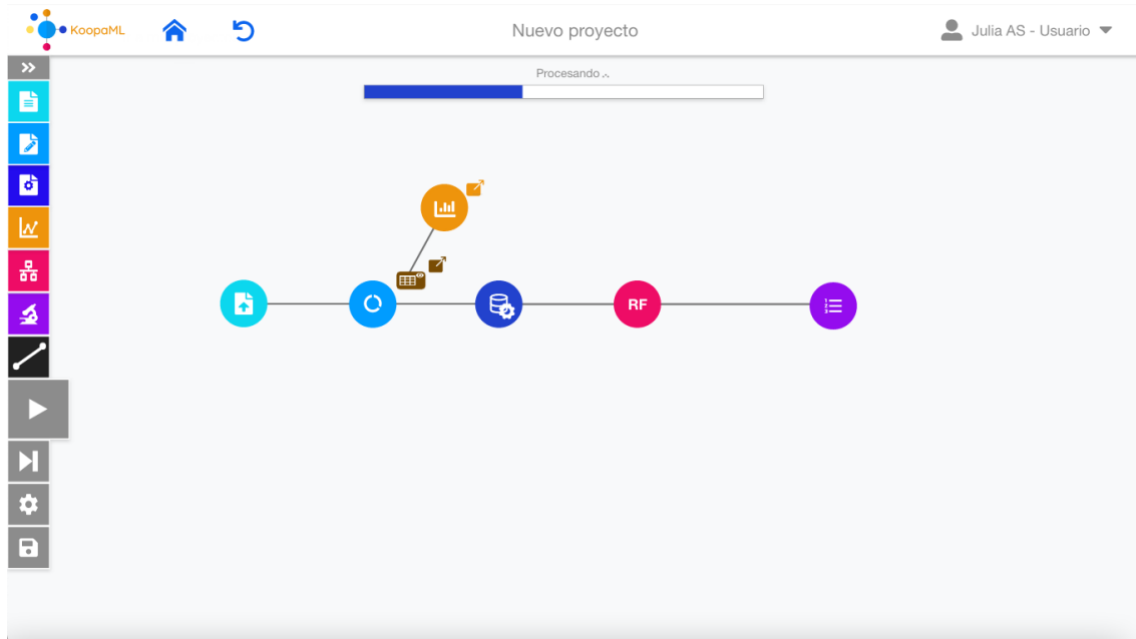 KoopaML
Nuevo proyecto
Julia AS - Usuario
Procesando..
RF